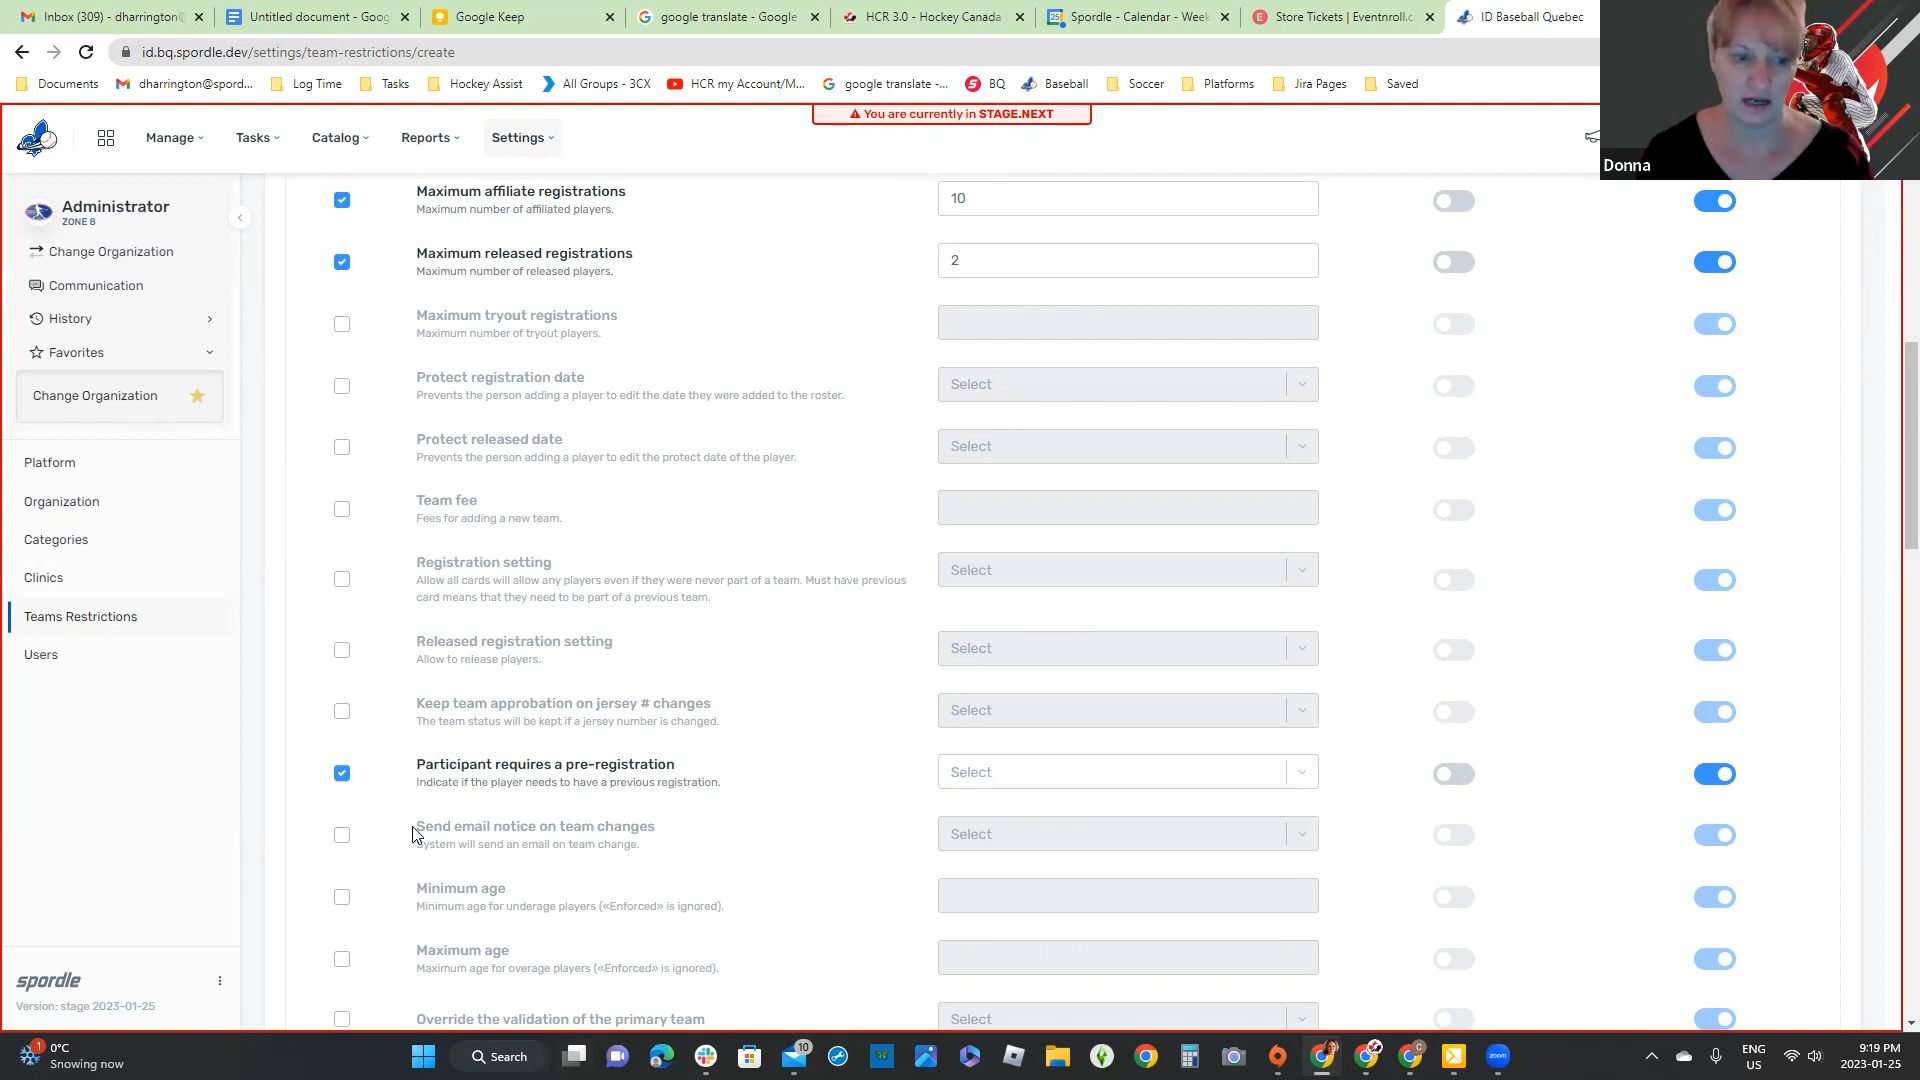 Inbox (309) - dharrington@
Untitled document - Goog
Google Keep
google translate - Google
HCR 3.0 - Hockey Canada
Spordle - Calendar - Week
Store Tickets | Eventnroll.c
ID Baseball Quebec
id.bq.spordle.dev/settings/team-restrictions/create
Documents
dharrington@spord...
Log Time
Tasks
Hockey Assist
All Groups - 3CX
HCR my Account/M...
google translate -...
BQ
Baseball
Soccer
Platforms
Jira Pages
Saved
You are currently in STAGE.NEXT
Manage
Tasks
Catalog
Reports
Settings
Donna
Administrator
ZONE 8
Change Organization
Communication
History
Favorites
Change Organization
Platform
Organization
Categories
Clinics
Teams Restrictions
Users
spordle
Version: stage 2023-01-25
Maximum affiliate registrations
Maximum number of affiliated players.
10
Maximum released registrations
Maximum number of released players.
2
Maximum tryout registrations
Maximum number of tryout players.
Protect registration date
Prevents the person adding a player to edit the date they were added to the roster.
Select
Protect released date
Prevents the person adding a player to edit the protect date of the player.
Select
Team fee
Fees for adding a new team.
Registration setting
Allow all cards will allow any players even if they were never part of a team. Must have previous
card means that they need to be part of a previous team.
Select
Released registration setting
Allow to release players.
Select
Keep team approbation on jersey # changes
The team status will be kept if a jersey number is changed.
Select
Participant requires a pre-registration
Indicate if the player needs to have a previous registration.
Select
Send email notice on team changes
System will send an email on team change.
Select
Minimum age
Minimum age for underage players («Enforced» is ignored).
Maximum age
Maximum age for overage players («Enforced» is ignored).
Override the validation of the primary team
Select
1
0°C
Snowing now
Search
10
C
zoom
ENG
US
9:19 PM
2023-01-25